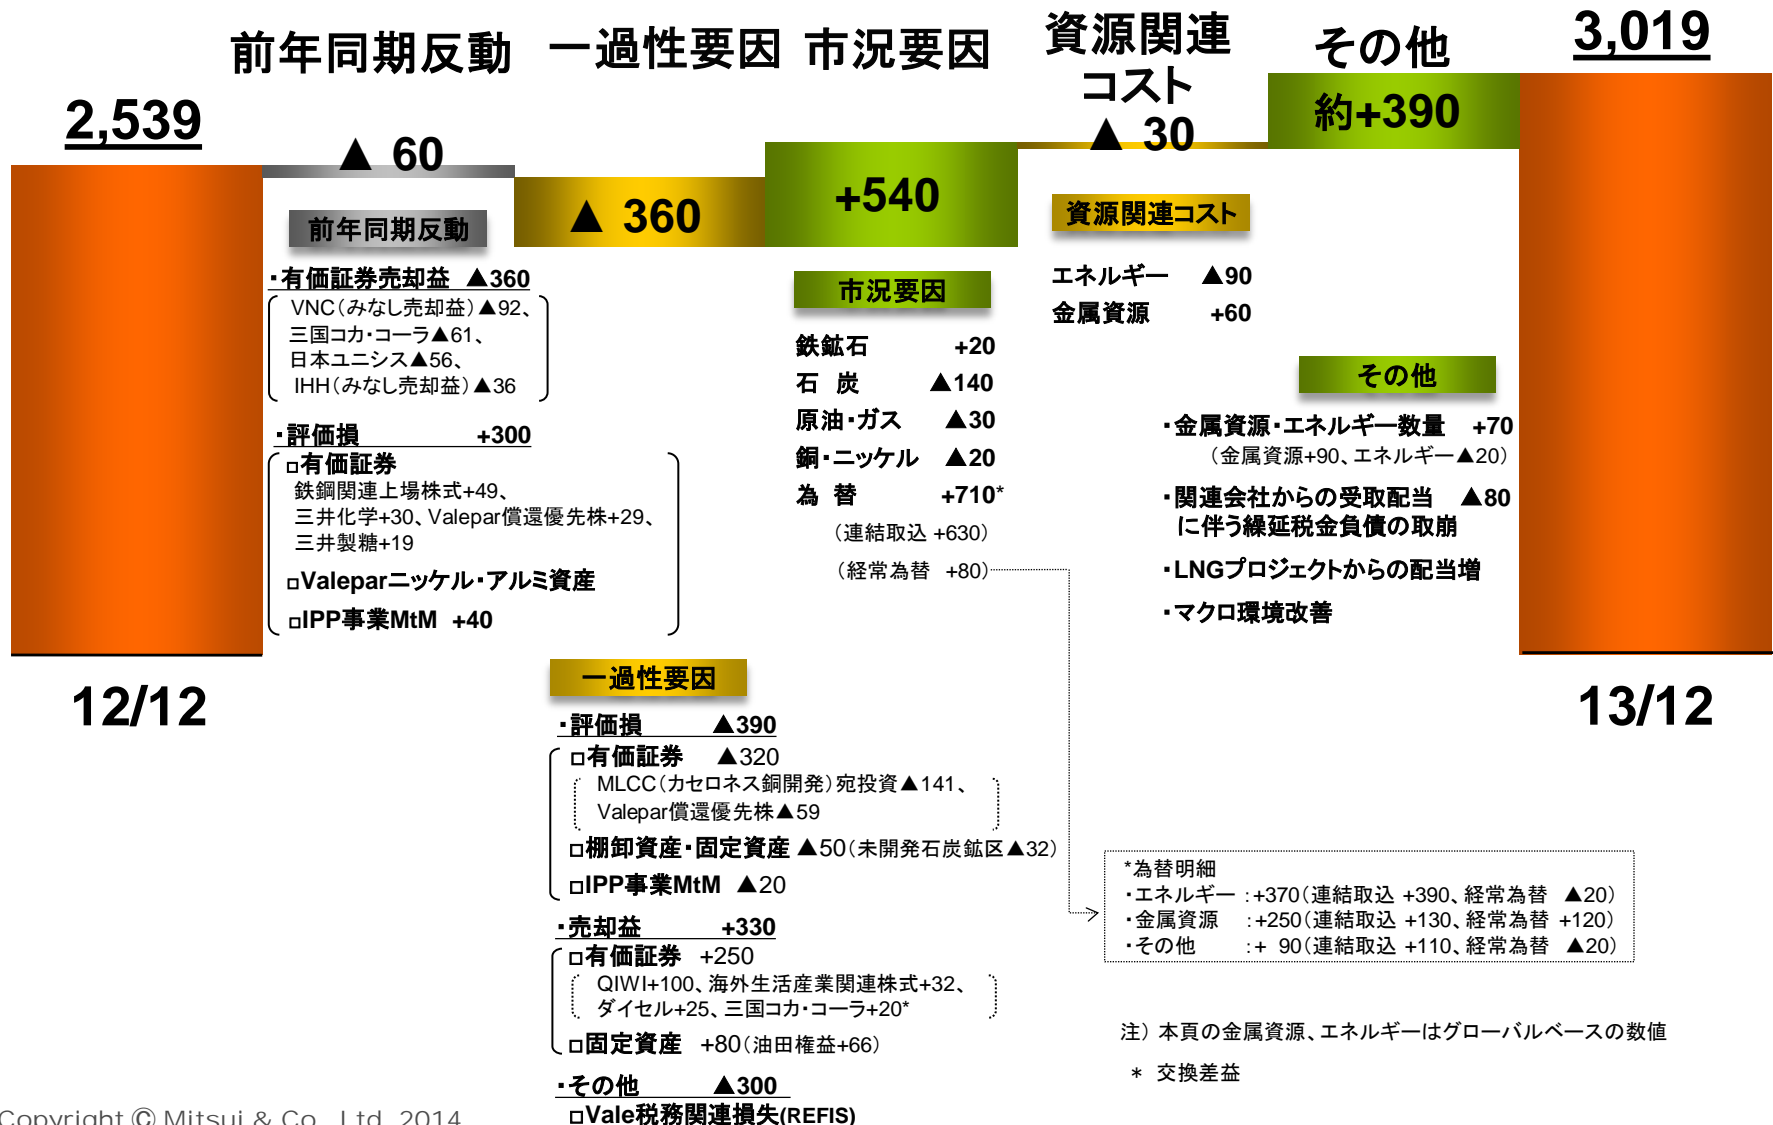 前年同期反動
一過性要因
市況要因
資源関連
コスト
その他
2,539
▲ 60
▲ 360
+540
▲ 30
約+390
3,019
12/12
13/12
前年同期反動
・有価証券売却益 ▲360
VNC(みなし売却益)▲92、
三国コカ・コーラ▲61、
日本ユニシス▲56、
IHH(みなし売却益)▲36
・評価損 +300
□有価証券
鉄鋼関連上場株式+49、
三井化学+30、Valepar償還優先株+29、
三井製糖+19
□Valeparニッケル・アルミ資産
□IPP事業MtM +40
一過性要因
・評価損 ▲390
□有価証券 ▲320
MLCC(カセロネス銅開発)宛投資▲141、
Valepar償還優先株▲59
□棚卸資産・固定資産 ▲50(未開発石炭鉱区▲32)
□IPP事業MtM ▲20
・売却益 +330
□有価証券 +250
QIWI+100、海外生活産業関連株式+32、
ダイセル+25、三国コカ・コーラ+20*
□固定資産 +80(油田権益+66)
・その他 ▲300
□Vale税務関連損失(REFIS)
市況要因
鉄鉱石 +20
石 炭 ▲140
原油・ガス ▲30
銅・ニッケル ▲20
為 替 +710*
(連結取込 +630)
(経常為替 +80)
資源関連コスト
エネルギー ▲90
金属資源 +60
その他
・金属資源・エネルギー数量 +70
(金属資源+90、エネルギー▲20)
・関連会社からの受取配当 ▲80
に伴う繰延税金負債の取崩
・LNGプロジェクトからの配当増
・マクロ環境改善
*為替明細
・エネルギー :+370(連結取込 +390、経常為替 ▲20)
・金属資源 :+250(連結取込 +130、経常為替 +120)
・その他 :+ 90(連結取込 +110、経常為替 ▲20)
注) 本頁の金属資源、エネルギーはグローバルベースの数値
* 交換差益
Copyright © Mitsui & Co., Ltd. 2014